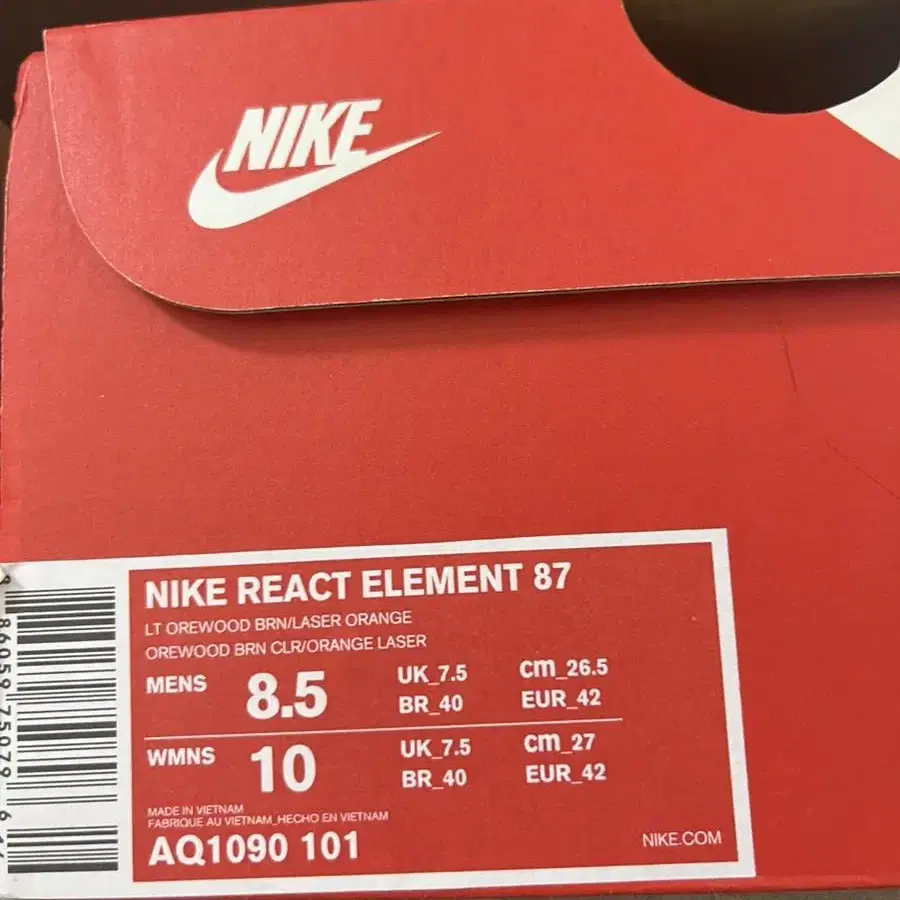 NIKE
NIKE REACT ELEMENT 87
LT OREWOOD BRN/LASER ORANGE
OREWOOD BRN CLR/ORANGE LASER
MENS 8.5 UK_7.5 cm_26.5
BR_40 EUR_42
WMNS 10 UK_7.5 cm_27
BR_40 EUR_42
MADE IN VIETNAM
FABRIQUE AU VIETNAM_HECHO EN VIETNAM
AQ1090 101
NIKE.COM